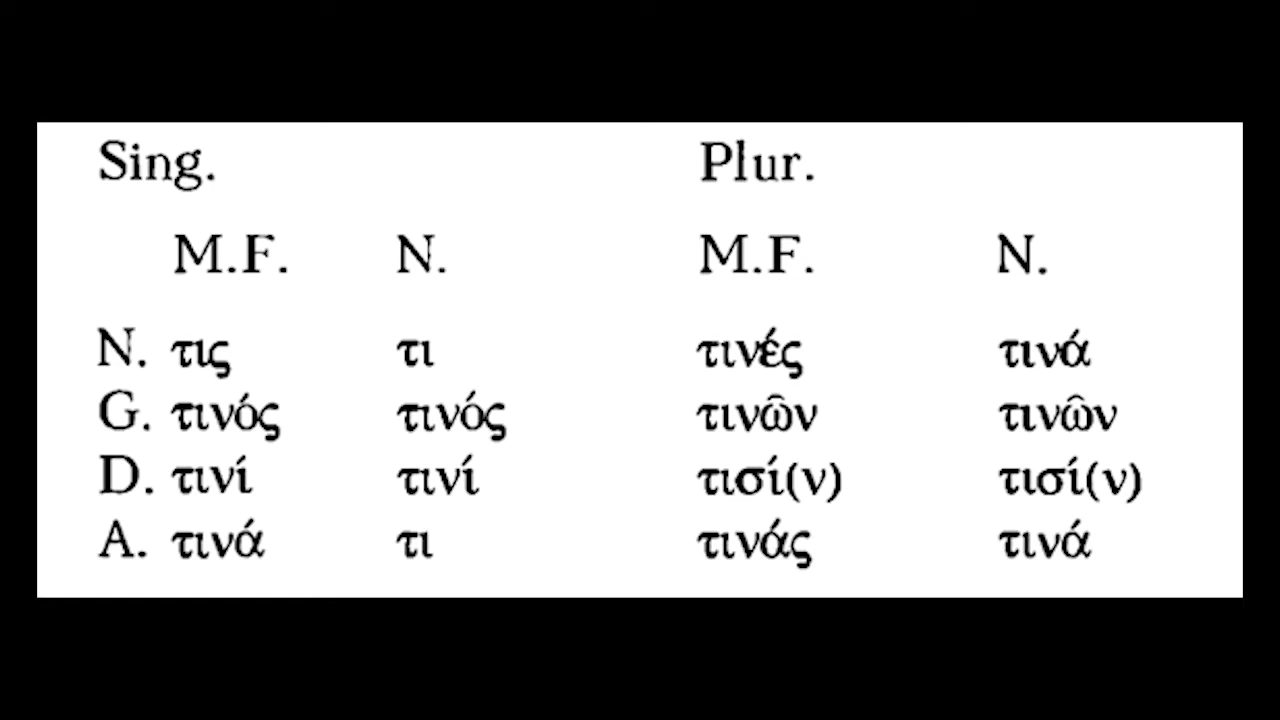 Sing. Plur.
M.F. N. M.F. N.
N. τις τι τινές τινά
G. τινός τινός τινῶν τινῶν
D. τινί τινί τισί(ν) τισί(ν)
A. τινά τι τινάς τινά